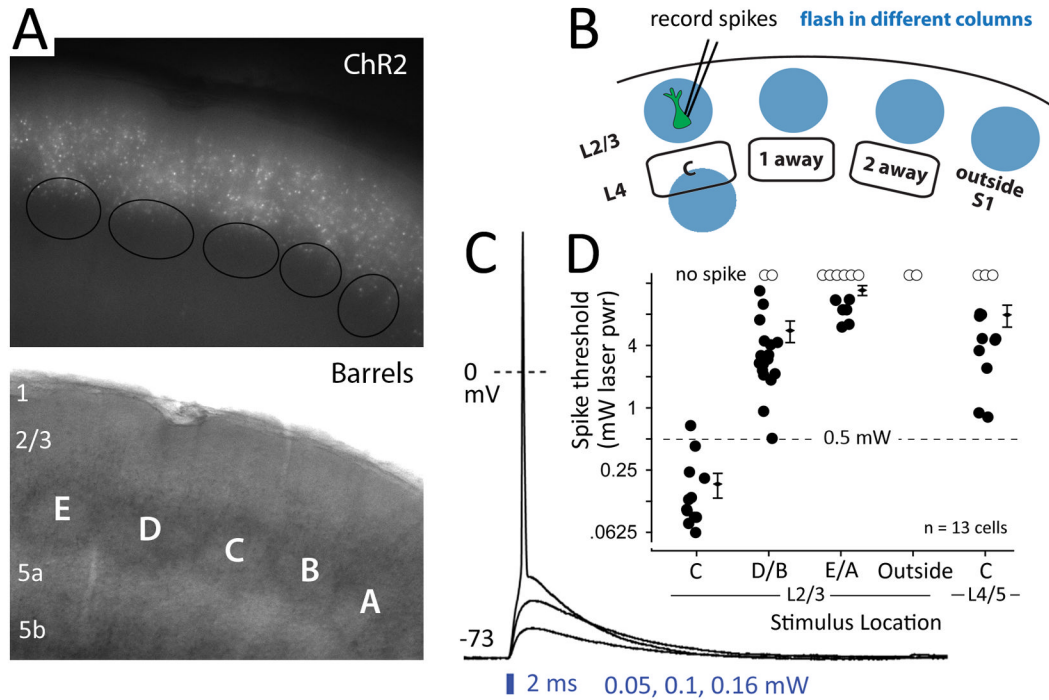 A
ChR2
Barrels
1
2/3
E
D
C
B
A
5a
5b
B
record spikes
flash in different columns
L2/3
L4
C
1 away
2 away
outside
S1
C
0
mV
-73
2 ms
0.05, 0.1, 0.16 mW
D
no spike
Spike threshold
(mW laser pwr)
4
1
0.5 mW
0.25
.0625
n = 13 cells
C
D/B
E/A
Outside
C
L2/3
L4/5
Stimulus Location